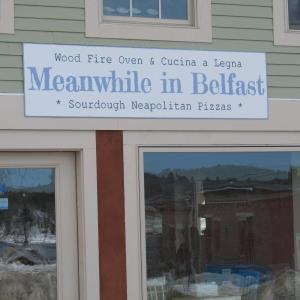 Wood Fire Oven & Cucina a Legna
Meanwhile in Belfast
* Sourdough Neapolitan Pizzas *